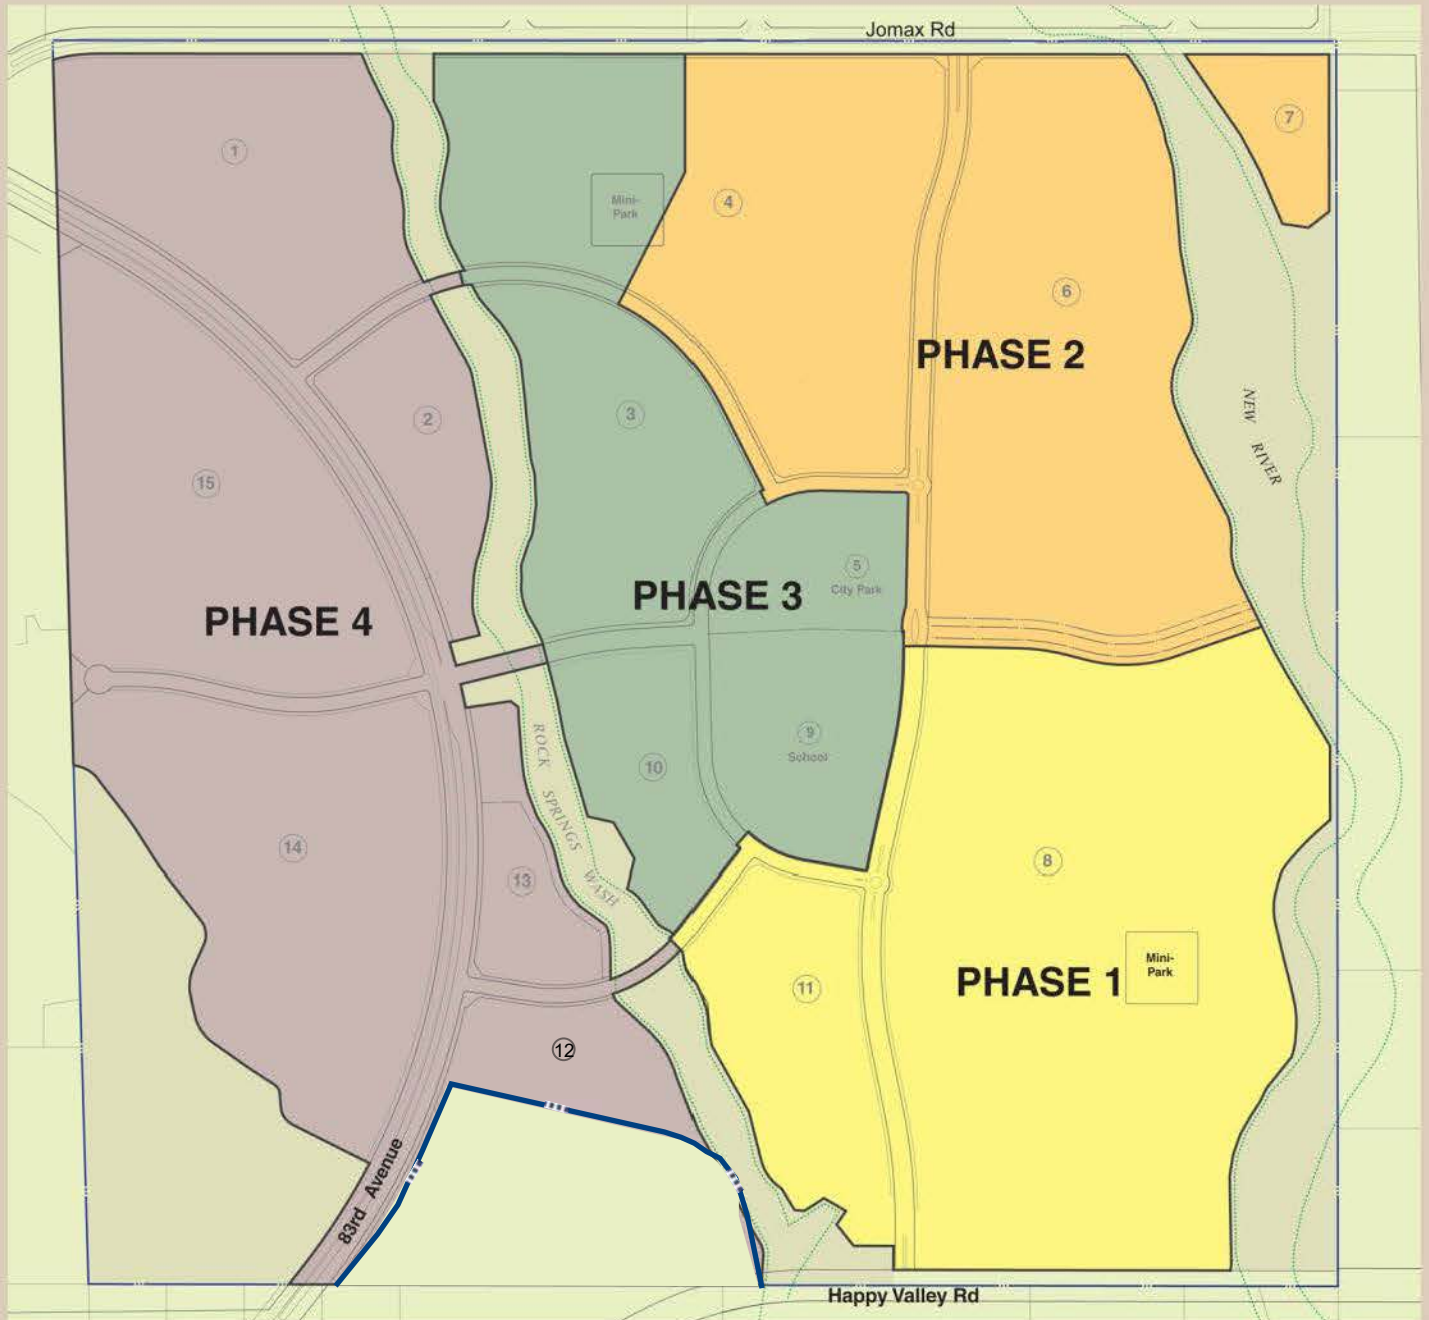 Jomax Rd
7
1
Mini-
Park
4
6
PHASE 2
NEW RIVER
2
3
15
5
City Park
PHASE 3
PHASE 4
ROCK SPRINGS WASH
9
School
10
14
13
8
Mini-
Park
PHASE 1
11
12
83rd Avenue
Happy Valley Rd